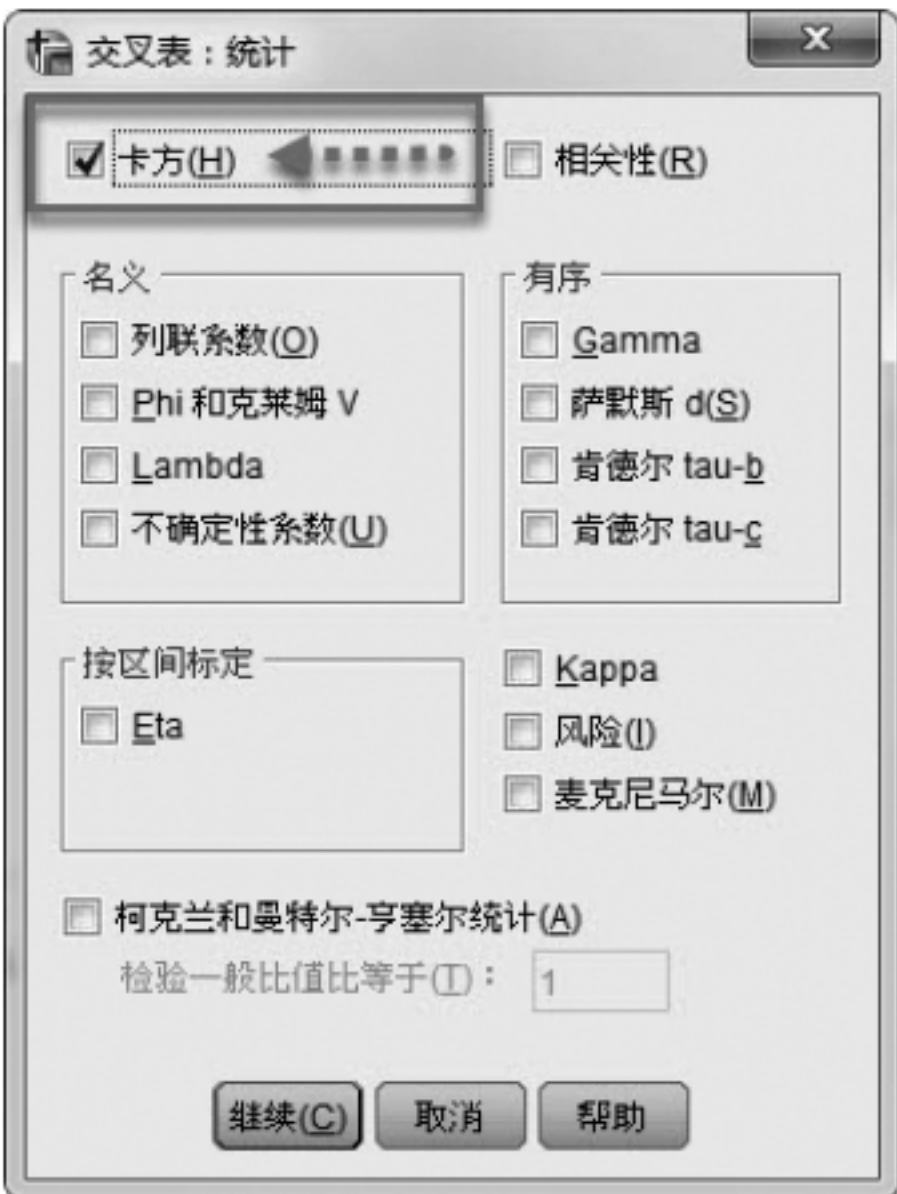 交叉表：统计
卡方(H)
相关性(R)
名义
列联系数(O)
Phi 和克莱姆 V
Lambda
不确定性系数(U)
有序
Gamma
萨默斯 d(S)
肯德尔 tau-b
肯德尔 tau-c
按区间标定
Eta
Kappa
风险(I)
麦克尼马尔(M)
柯克兰和曼特尔-亨塞尔统计(A)
检验一般比值比等于(T)： 1
继续(C) 取消 帮助